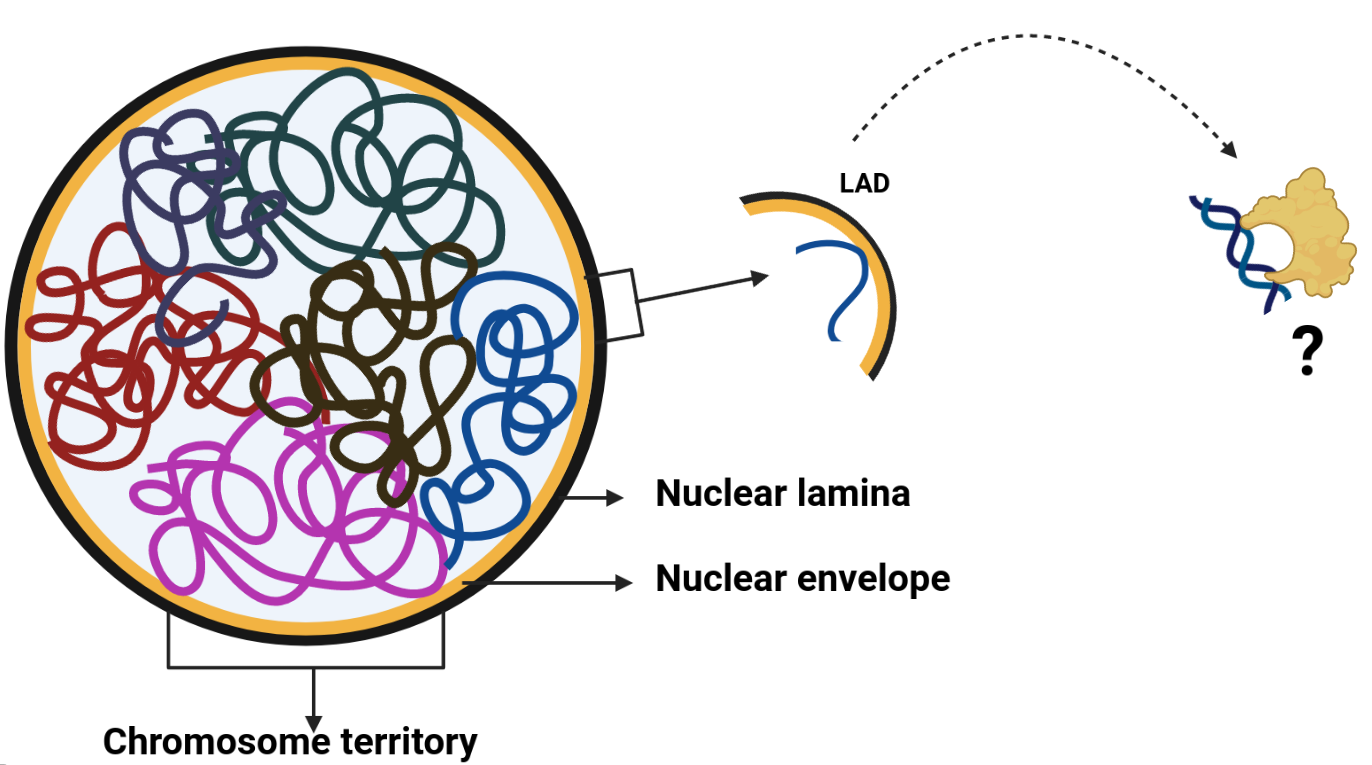 LAD
?
Nuclear lamina
Nuclear envelope
Chromosome territory